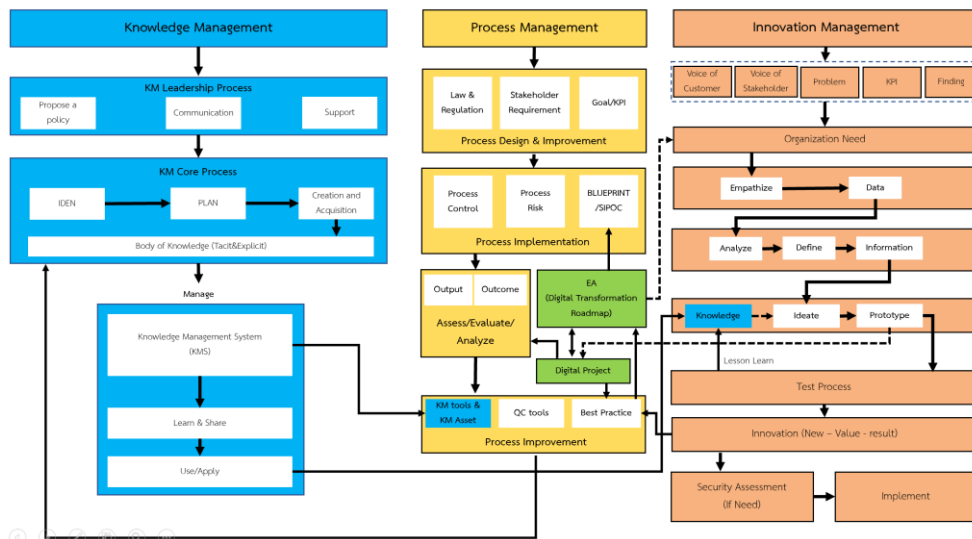 Knowledge Management
KM Leadership Process
Propose a
policy
Communication
Support
KM Core Process
IDEN
PLAN
Creation and
Acquisition
Body of Knowledge (Tacit&Explicit)
Manage
Knowledge Management System
(KMS)
Learn & Share
Use/Apply
Process Management
Law &
Regulation
Stakeholder
Requirement
Goal/KPI
Process Design & Improvement
Process
Control
Process
Risk
BLUEPRINT
/SIPOC
Process Implementation
Output
Outcome
Assess/Evaluate/
Analyze
EA
(Digital Transformation
Roadmap)
Digital Project
KM tools &
KM Asset
QC tools
Best Practice
Process Improvement
Innovation Management
Voice of
Customer
Voice of
Stakeholder
Problem
KPI
Finding
Organization Need
Empathize
Data
Analyze
Define
Information
Knowledge
Ideate
Prototype
Lesson Learn
Test Process
Innovation (New – Value - result)
Security Assessment
(If Need)
Implement